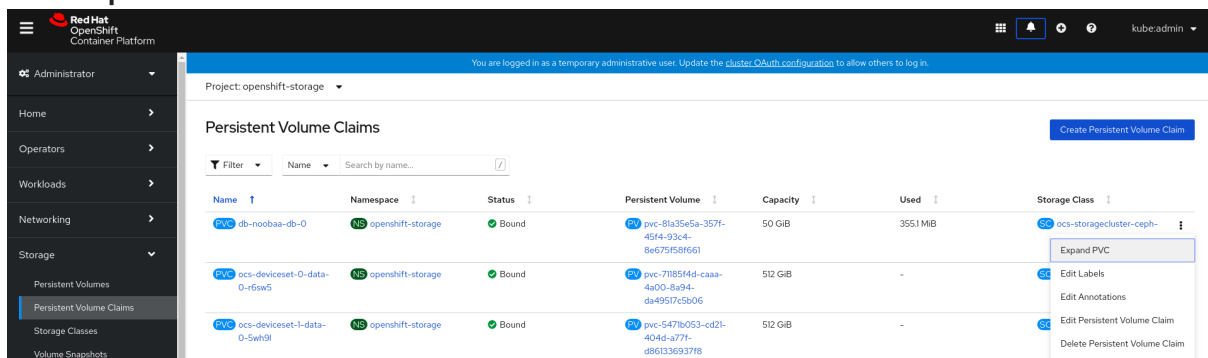 Red Hat
OpenShift
Container Platform
kube:admin
Administrator
You are logged in as a temporary administrative user. Update the cluster OAuth configuration to allow others to log in.
Project: openshift-storage
Home
Persistent Volume Claims
Create Persistent Volume Claim
Operators
Filter Name Search by name... /
Workloads
Name Namespace Status Persistent Volume Capacity Used Storage Class
Networking
PVC db-noobaa-db-0 NS openshift-storage Bound PV pvc-81a35e5a-357f- 50 GiB 355.1 MiB SC ocs-storagecluster-ceph-
45f4-93c4-
8e675f58f661
Storage
Expand PVC
Persistent Volumes
PVC ocs-deviceset-0-data- NS openshift-storage Bound PV pvc-71185f4d-caaa- 512 GiB - SC Edit Labels
0-r6sw5 4a00-8a94-
da49517c5b06
Edit Annotations
Persistent Volume Claims
Edit Persistent Volume Claim
Storage Classes
PVC ocs-deviceset-1-data- NS openshift-storage Bound PV pvc-5471b053-cd21- 512 GiB - SC
0-5wh9l 404d-a77f-
d861336937f8
Delete Persistent Volume Claim
Volume Snapshots